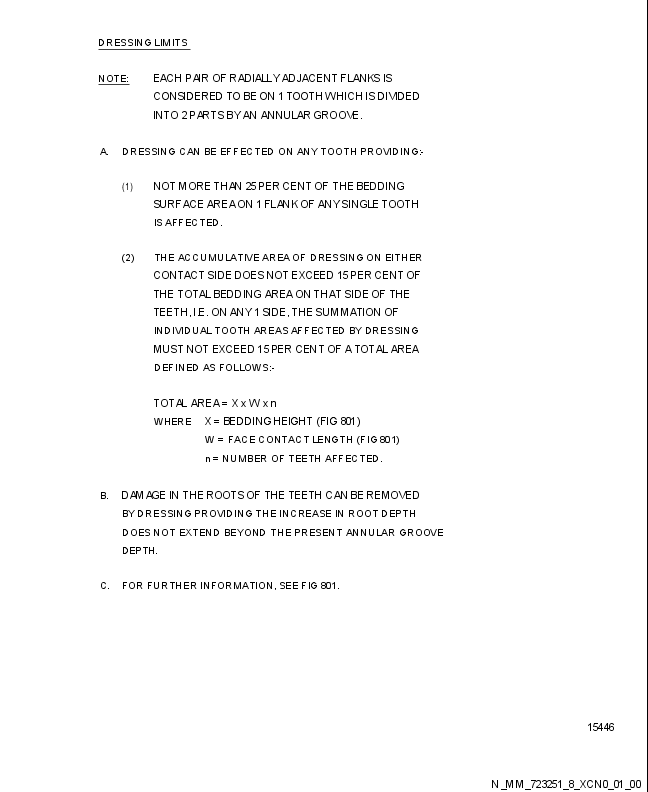 DRESSING LIMITS
NOTE: EACH PAIR OF RADIALLY ADJACENT FLANKS IS
CONSIDERED TO BE ON 1 TOOTH WHICH IS DIVIDED
INTO 2 PARTS BY AN ANNULAR GROOVE.
A. DRESSING CAN BE EFFECTED ON ANY TOOTH PROVIDING:-
(1) NOT MORE THAN 25 PER CENT OF THE BEDDING
SURFACE AREA ON 1 FLANK OF ANY SINGLE TOOTH
IS AFFECTED.
(2) THE ACCUMULATIVE AREA OF DRESSING ON EITHER
CONTACT SIDE DOES NOT EXCEED 15 PER CENT OF
THE TOTAL BEDDING AREA ON THAT SIDE OF THE
TEETH, I.E. ON ANY 1 SIDE, THE SUMMATION OF
INDIVIDUAL TOOTH AREAS AFFECTED BY DRESSING
MUST NOT EXCEED 15 PER CENT OF A TOTAL AREA
DEFINED AS FOLLOWS:-
TOTAL AREA = X x W x n
WHERE X = BEDDING HEIGHT (FIG 801)
W = FACE CONTACT LENGTH (FIG 801)
n = NUMBER OF TEETH AFFECTED.
B. DAMAGE IN THE ROOTS OF THE TEETH CAN BE REMOVED
BY DRESSING PROVIDING THE INCREASE IN ROOT DEPTH
DOES NOT EXTEND BEYOND THE PRESENT ANNULAR GROOVE
DEPTH.
C. FOR FURTHER INFORMATION, SEE FIG 801.
15446
N_MM_723251_8_XCN0_01_00